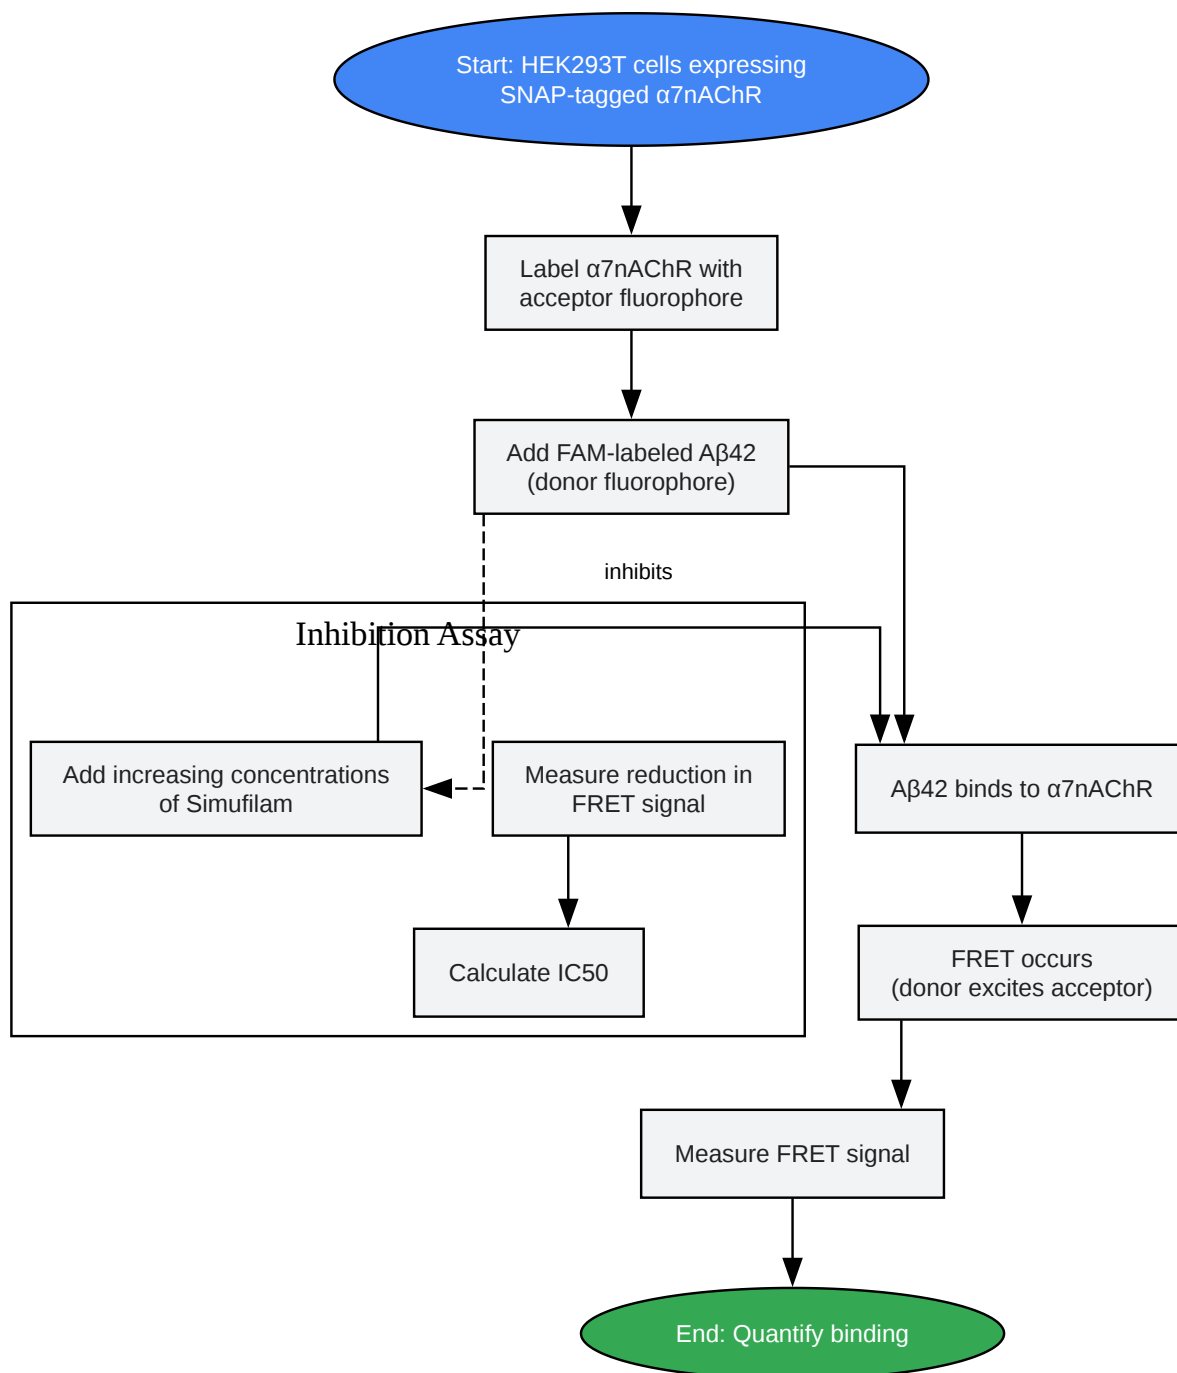 Start: HEK293T cells expressing
SNAP-tagged α7nAChR
Label α7nAChR with
acceptor fluorophore
Add FAM-labeled Aβ42
(donor fluorophore)
inhibits
Inhibition Assay
Add increasing concentrations
of Simufilam
Measure reduction in
FRET signal
Aβ42 binds to α7nAChR
Calculate IC50
FRET occurs
(donor excites acceptor)
Measure FRET signal
End: Quantify binding